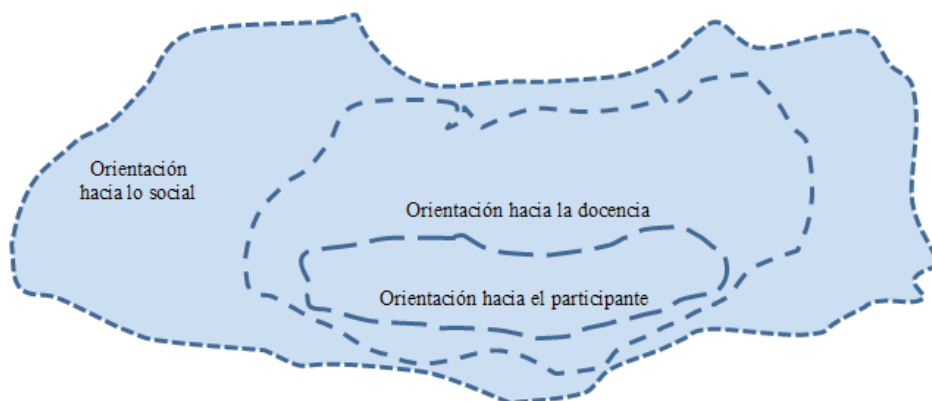 Orientación
hacia lo social
Orientación hacia la docencia
Orientación hacia el participante